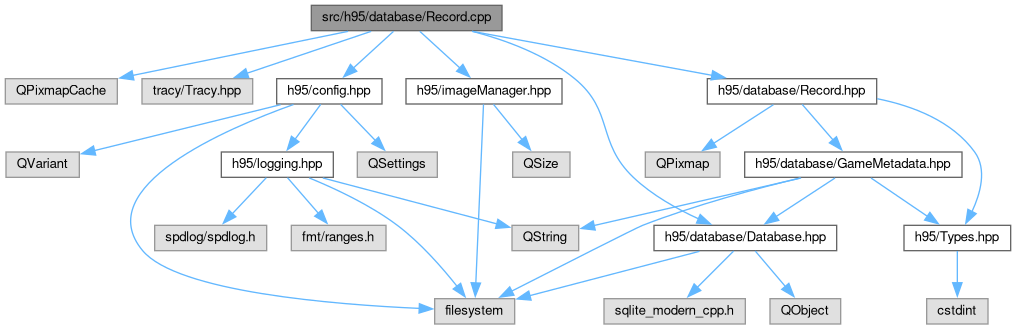 src/h95/database/Record.cpp
QPixmapCache
tracy/Tracy.hpp
h95/config.hpp
h95/imageManager.hpp
h95/database/Record.hpp
QVariant
h95/logging.hpp
QSettings
QSize
QPixmap
h95/database/GameMetadata.hpp
spdlog/spdlog.h
fmt/ranges.h
QString
h95/database/Database.hpp
h95/Types.hpp
filesystem
sqlite_modern_cpp.h
QObject
cstdint